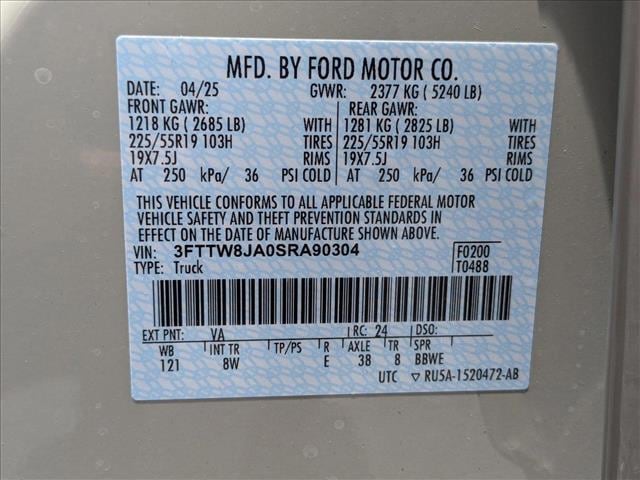 MFD. BY FORD MOTOR CO.
DATE: 04/25 GVWR: 2377 KG ( 5240 LB)
FRONT GAWR: REAR GAWR:
1218 KG ( 2685 LB) WITH 1281 KG ( 2825 LB) WITH
225/55R19 103H TIRES 225/55R19 103H TIRES
19X7.5J RIMS 19X7.5J RIMS
AT 250 kPa/ 36 PSI COLD AT 250 kPa/ 36 PSI COLD
THIS VEHICLE CONFORMS TO ALL APPLICABLE FEDERAL MOTOR
VEHICLE SAFETY AND THEFT PREVENTION STANDARDS IN
EFFECT ON THE DATE OF MANUFACTURE SHOWN ABOVE.
VIN: 3FTTW8JA0SRA90304 F0200
TYPE: Truck T0488
EXT PNT: VA RC: 24 DSO:
WB INT TR TP/PS R AXLE TR SPR
121 8W E 38 8 BBWE
UTC ▽ RU5A-1520472-AB